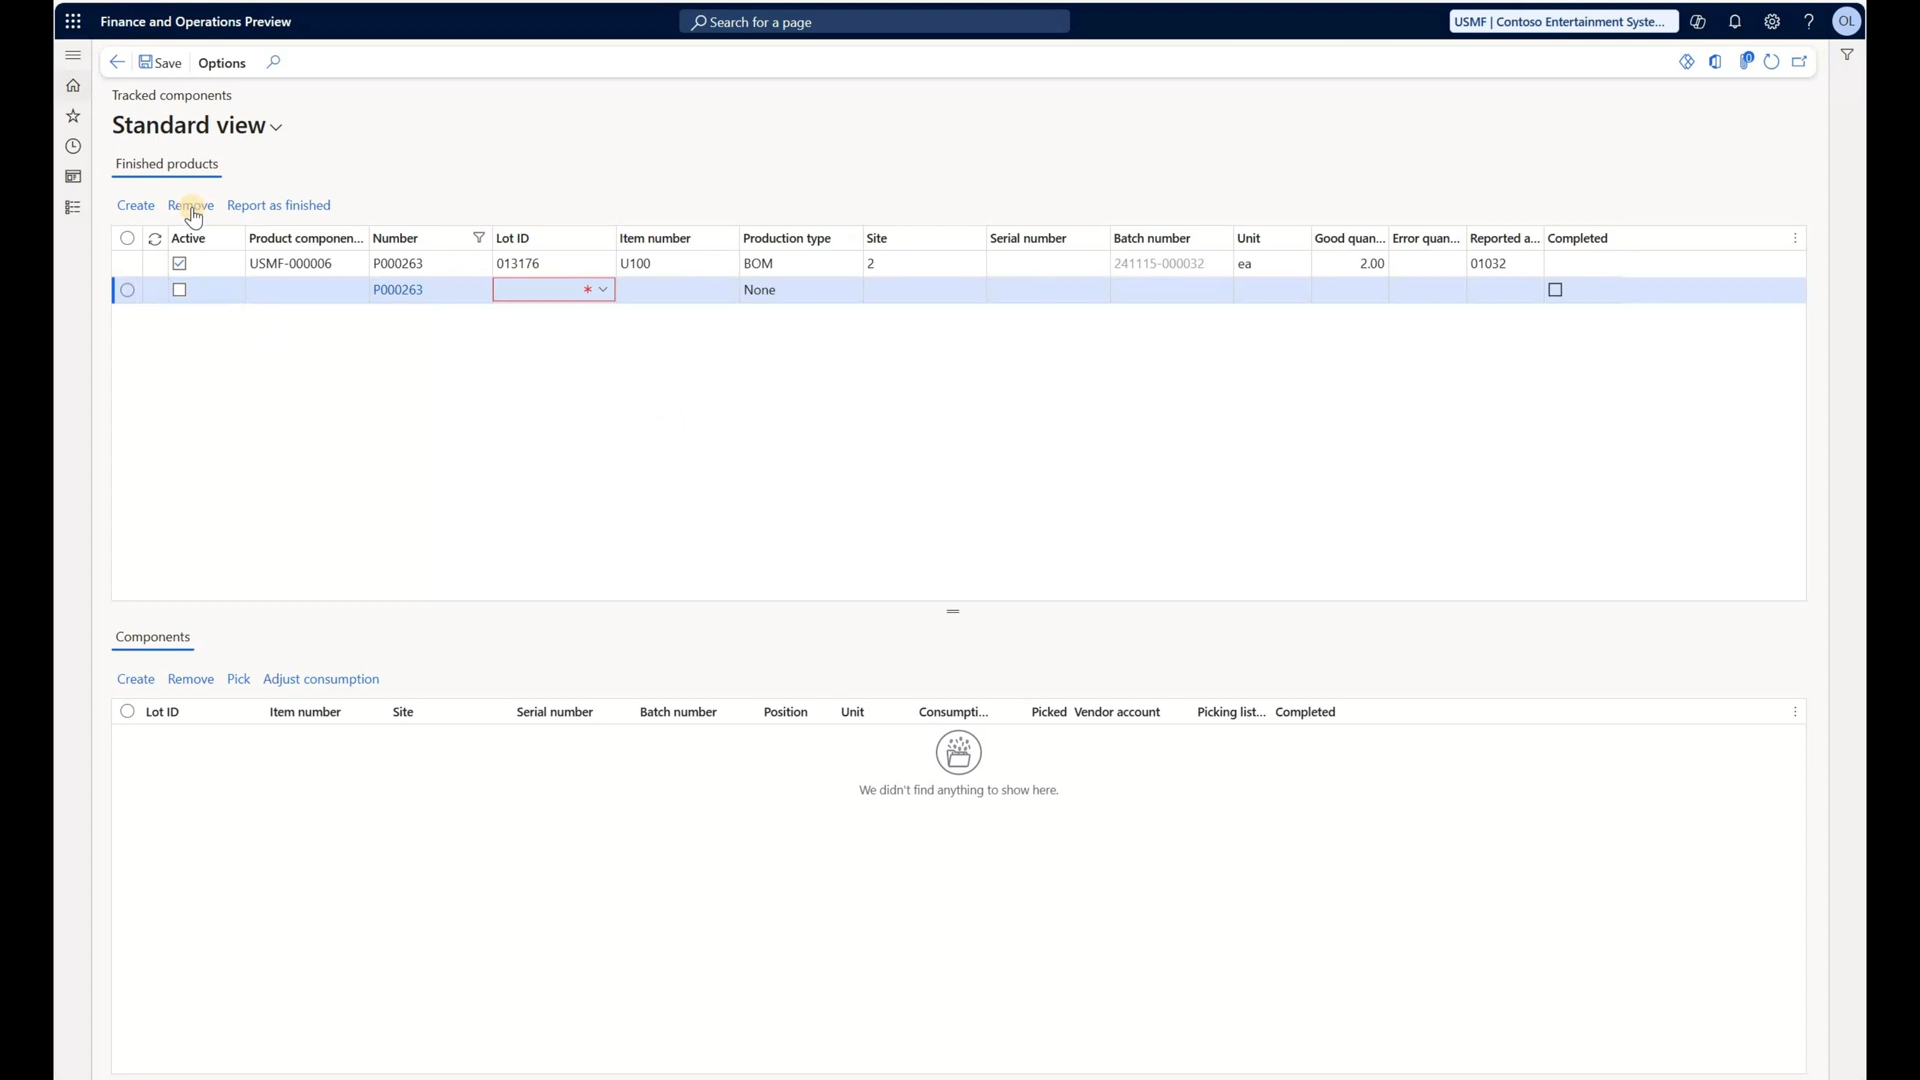 Finance and Operations Preview
Search for a page
USMF | Contoso Entertainment Syste...
OL
Save
Options
0
Tracked components
Standard view
Finished products
Create Remove Report as finished
Active Product componen... Number Lot ID Item number Production type Site Serial number Batch number Unit Good quan... Error quan... Reported a... Completed
USMF-000006 P000263 013176 U100 BOM 2 241115-000032 ea 2.00 01032
P000263 * None
Components
Create Remove Pick Adjust consumption
Lot ID Item number Site Serial number Batch number Position Unit Consumpti... Picked Vendor account Picking list... Completed
We didn't find anything to show here.